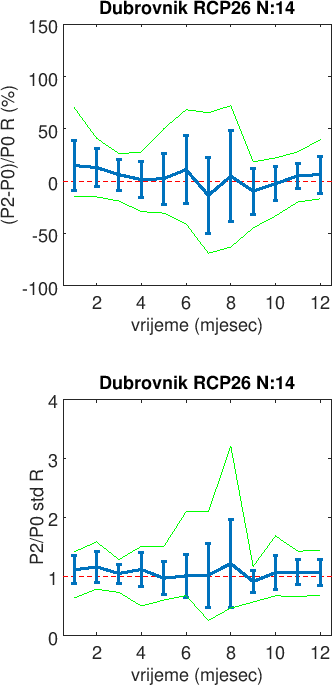 Dubrovnik RCP26 N:14
150
100
50
0
-50
-100
(P2-P0)/P0 R (%)
2 4 6 8 10 12
vrijeme (mjesec)
Dubrovnik RCP26 N:14
4
3
2
1
0
P2/P0 std R
2 4 6 8 10 12
vrijeme (mjesec)